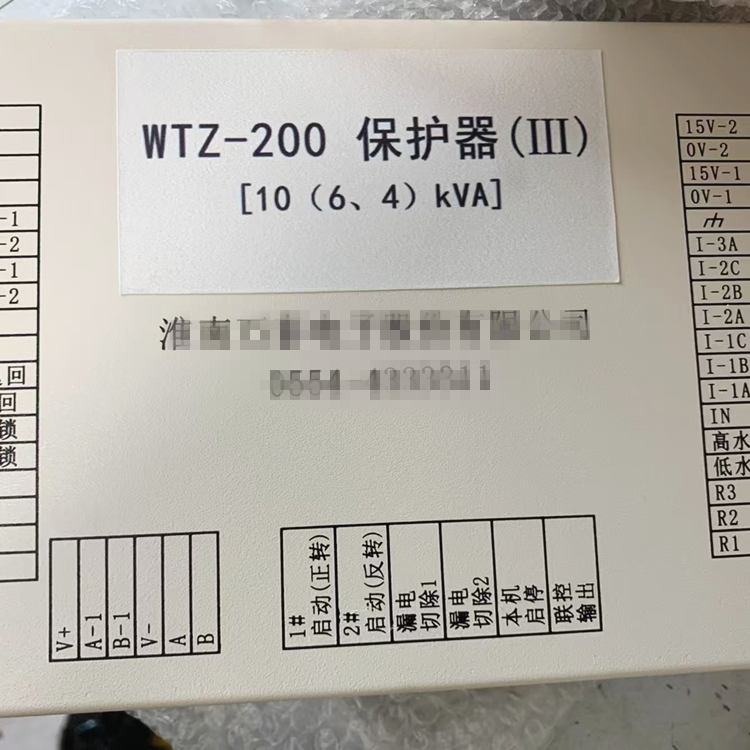 WTZ-200 保护器(III)
[10（6、4）kVA]
-1
-2
-1
-2
回
回
锁
锁
15V-2
0V-2
15V-1
0V-1
I-3A
I-2C
I-2B
I-2A
I-1C
I-1B
I-1A
IN
高水
低水
R3
R2
R1
V+
A-1
B-1
V-
A
B
1#
启动(正转)
2#
启动(反转)
漏电
切除1
漏电
切除2
本机
启停
联控
输出